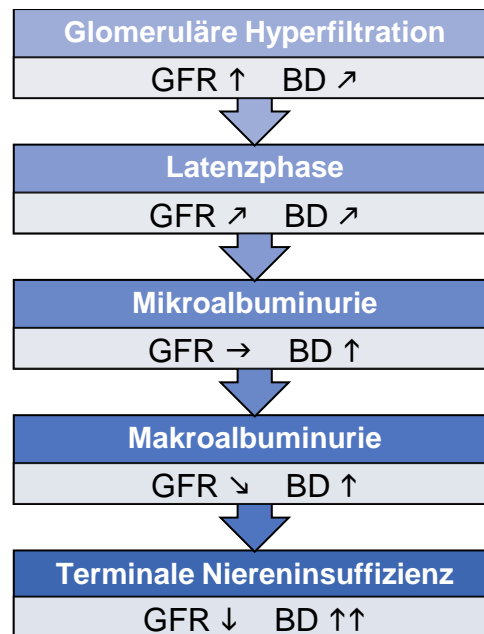 Glomeruläre Hyperfiltration
GFR ↑ BD ↗
Latenzphase
GFR ↗ BD ↗
Mikroalbuminurie
GFR → BD ↑
Makroalbuminurie
GFR ↘ BD ↑
Terminale Niereninsuffizienz
GFR ↓ BD ↑↑